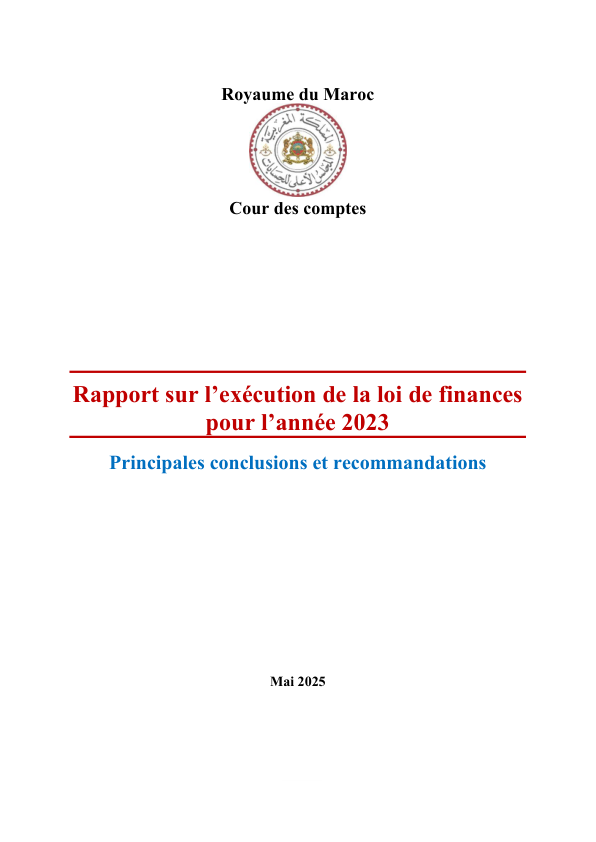 Royaume du Maroc
المملكة المغربية
المجلس الأعلى للحسابات
Cour des comptes
Rapport sur l’exécution de la loi de finances
pour l’année 2023
Principales conclusions et recommandations
Mai 2025